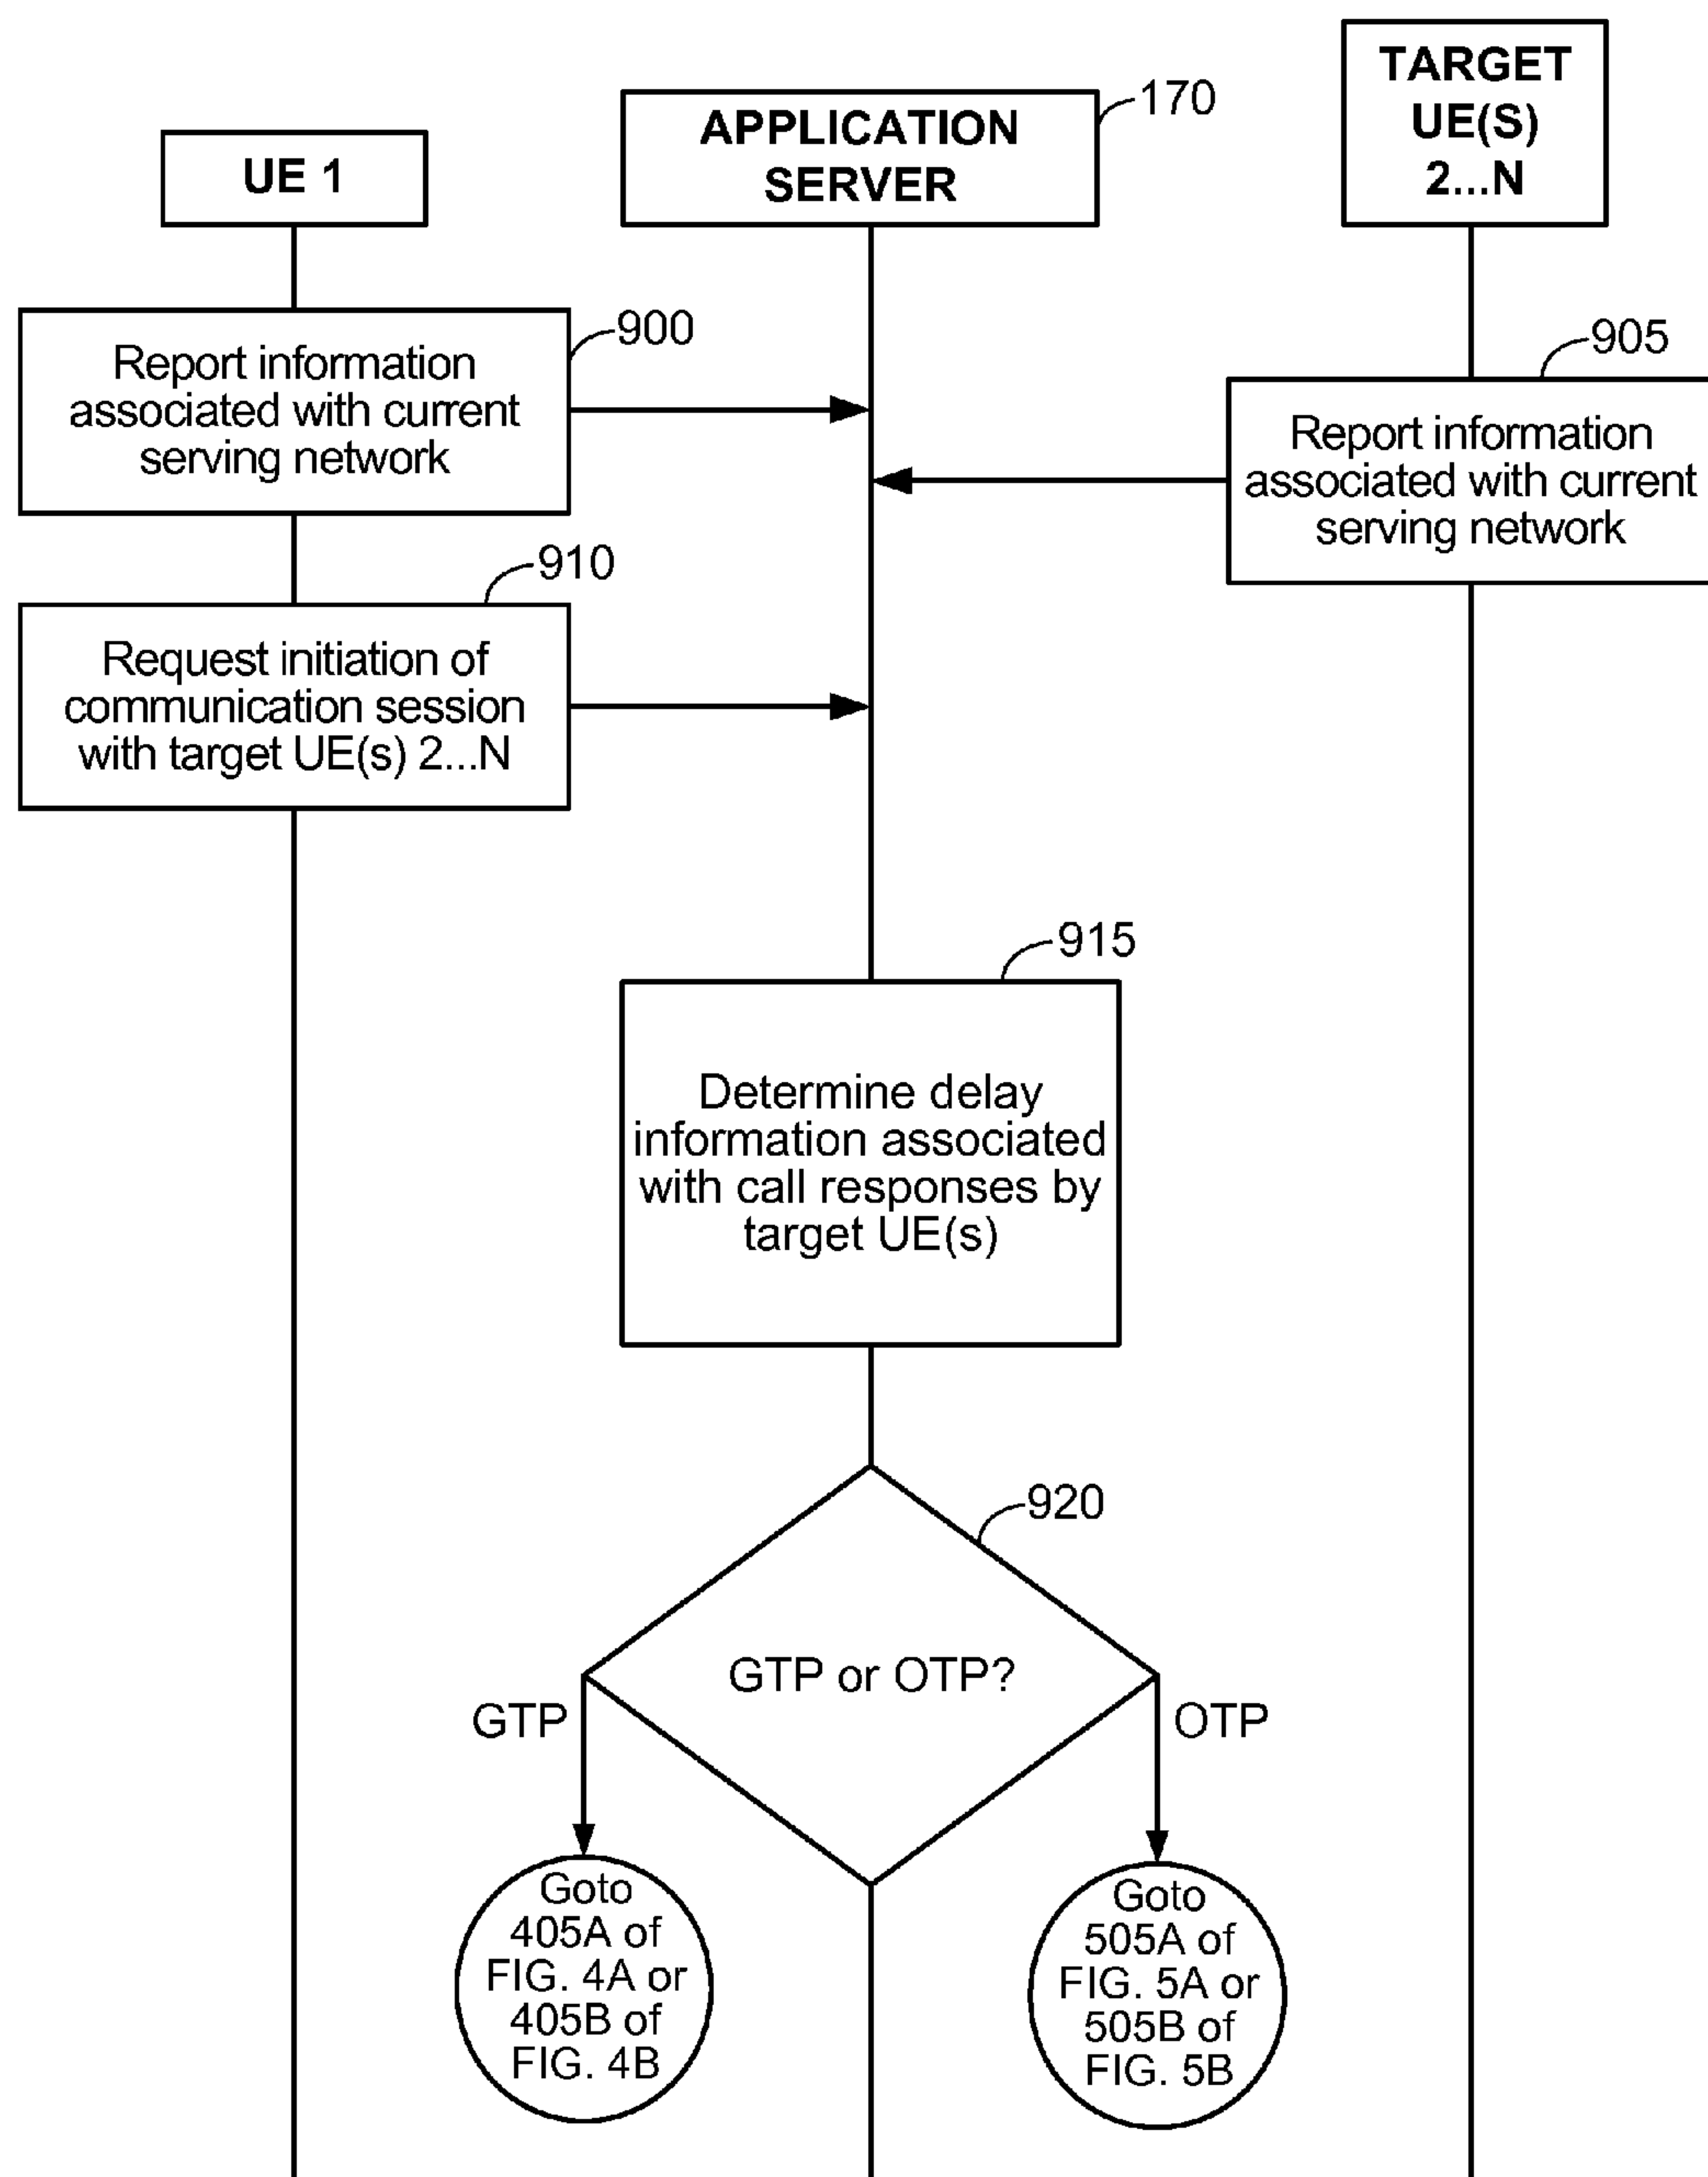 UE 1
APPLICATION
SERVER
170
TARGET
UE(S)
2...N
Report information
associated with current
serving network
900
Report information
associated with current
serving network
905
Request initiation of
communication session
with target UE(s) 2...N
910
915
Determine delay
information associated
with call responses by
target UE(s)
920
GTP or OTP?
GTP
OTP
Goto
405A of
FIG. 4A or
405B of
FIG. 4B
Goto
505A of
FIG. 5A or
505B of
FIG. 5B